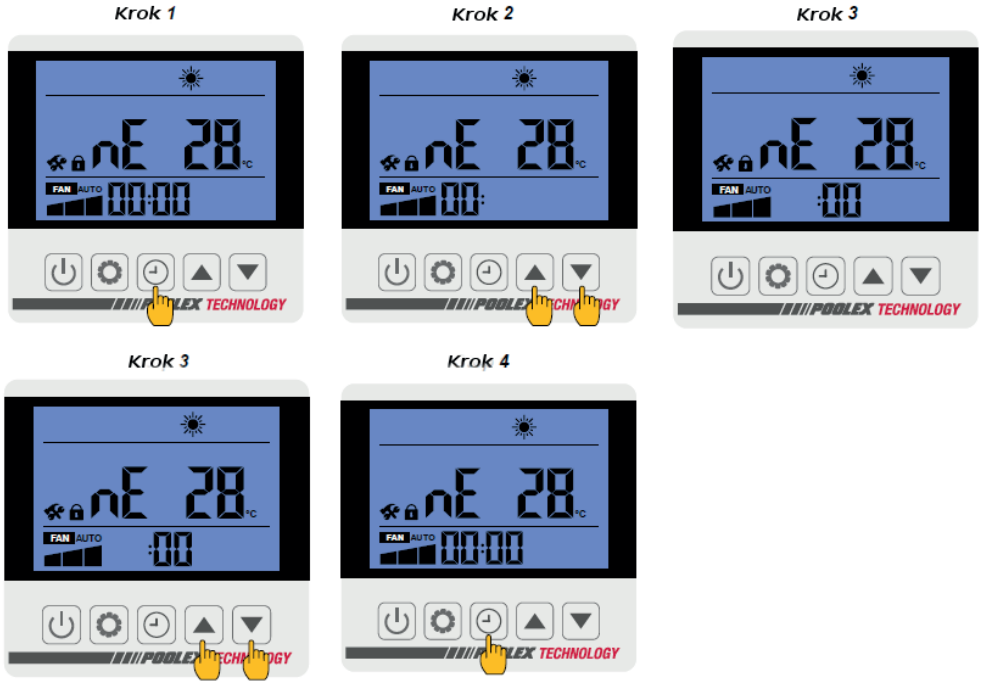 Krok 1
nE 28 °C
FAN AUTO 00:00
POOLEX TECHNOLOGY
Krok 2
nE 28 °C
FAN AUTO 00:
POOLEX TECHNOLOGY
Krok 3
nE 28 °C
FAN AUTO :00
POOLEX TECHNOLOGY
Krok 3
nE 28 °C
FAN AUTO :00
POOLEX TECHNOLOGY
Krok 4
nE 28 °C
FAN AUTO 00:00
POOLEX TECHNOLOGY